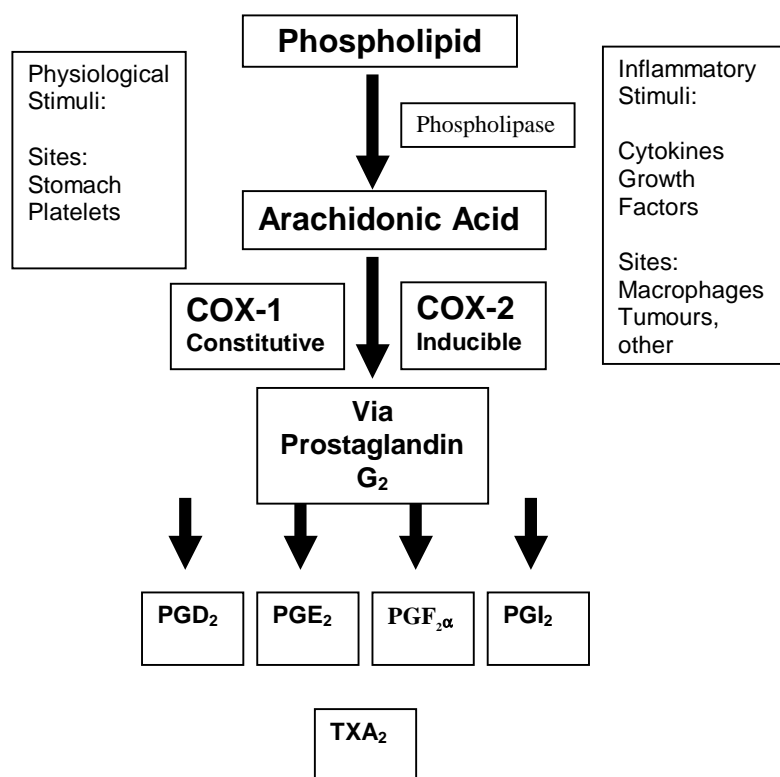 Phospholipid
Physiological
Stimuli:
Sites:
Stomach
Platelets
Inflammatory
Stimuli:
Cytokines
Growth
Factors
Sites:
Macrophages
Tumours,
other
Phospholipase
Arachidonic Acid
COX-1
Constitutive
COX-2
Inducible
Via
Prostaglandin
G₂
PGD₂
PGE₂
PGF₂α
PGI₂
TXA₂